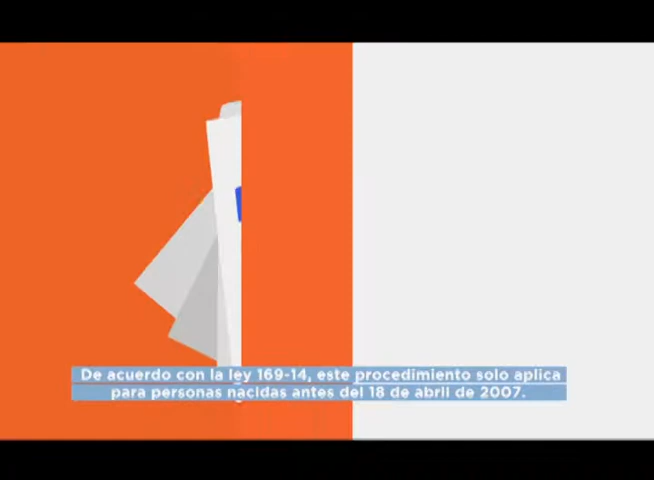 De acuerdo con la ley 169-14, este procedimiento solo aplica
para personas nacidas antes del 18 de abril de 2007.